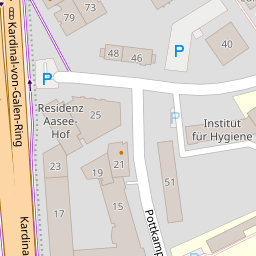 79
73
48
46
40
P
P
P
Kardinal-von-Galen-Ring
Residenz
Aasee-
Hof
25
Institut
für Hygiene
23
21
19
17
15
51
Pottkamp
Kardinal